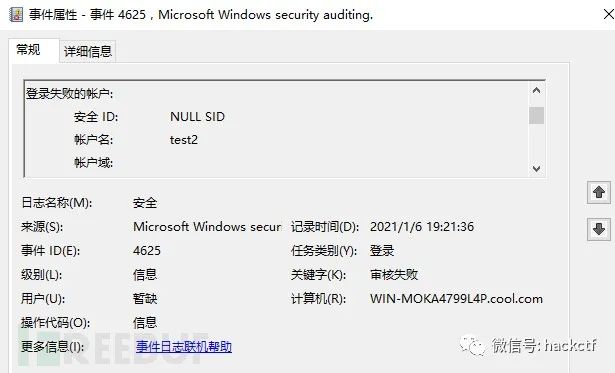 事件属性 - 事件 4625，Microsoft Windows security auditing.
常规 详细信息
登录失败的帐户:
安全 ID: NULL SID
帐户名: test2
帐户域:
日志名称(M): 安全
来源(S): Microsoft Windows securi 记录时间(D): 2021/1/6 19:21:36
事件 ID(E): 4625 任务类别(Y): 登录
级别(L): 信息 关键字(K): 审核失败
用户(U): 暂缺 计算机(R): WIN-MOKA4799L4P.cool.com
操作代码(O): 信息
更多信息(I): 事件日志联机帮助
微信号: hackctf